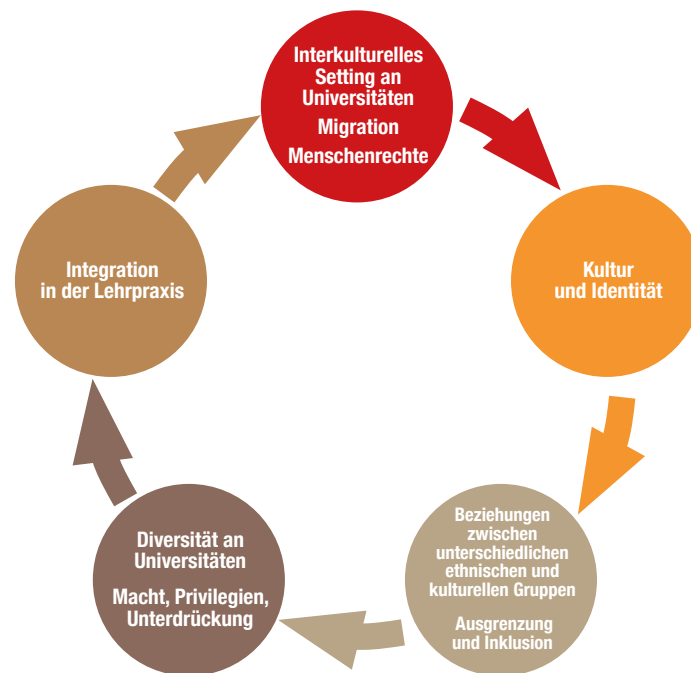 Interkulturelles
Setting an
Universitäten
Migration
Menschenrechte
Kultur
und Identität
Beziehungen
zwischen
unterschiedlichen
ethnischen und
kulturellen Gruppen
Ausgrenzung
und Inklusion
Diversität an
Universitäten
Macht, Privilegien,
Unterdrückung
Integration
in der Lehrpraxis